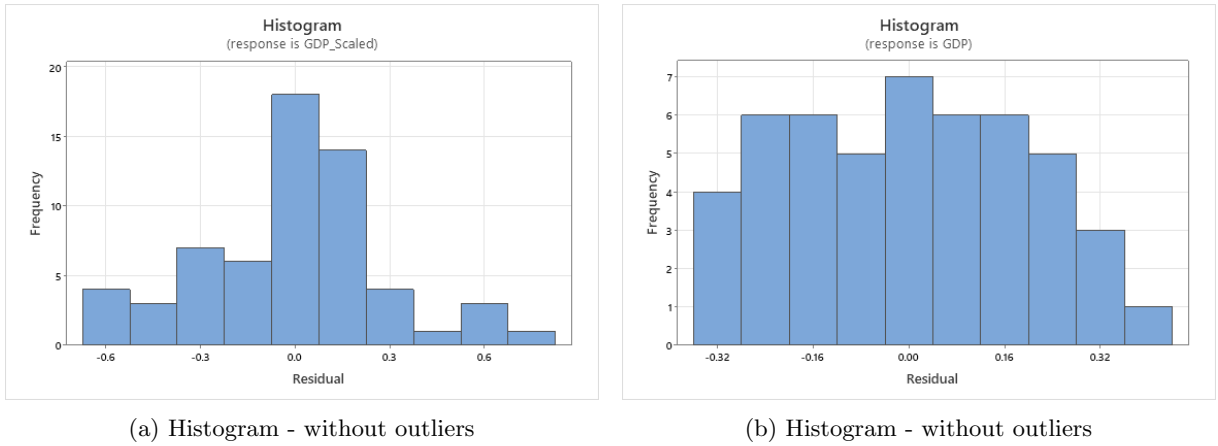 Histogram
(response is GDP_Scaled)
20
15
10
5
0
Frequency
-0.6 -0.3 0.0 0.3 0.6
Residual
(a) Histogram - without outliers
Histogram
(response is GDP)
7
6
5
4
3
2
1
0
Frequency
-0.32 -0.16 0.00 0.16 0.32
Residual
(b) Histogram - without outliers